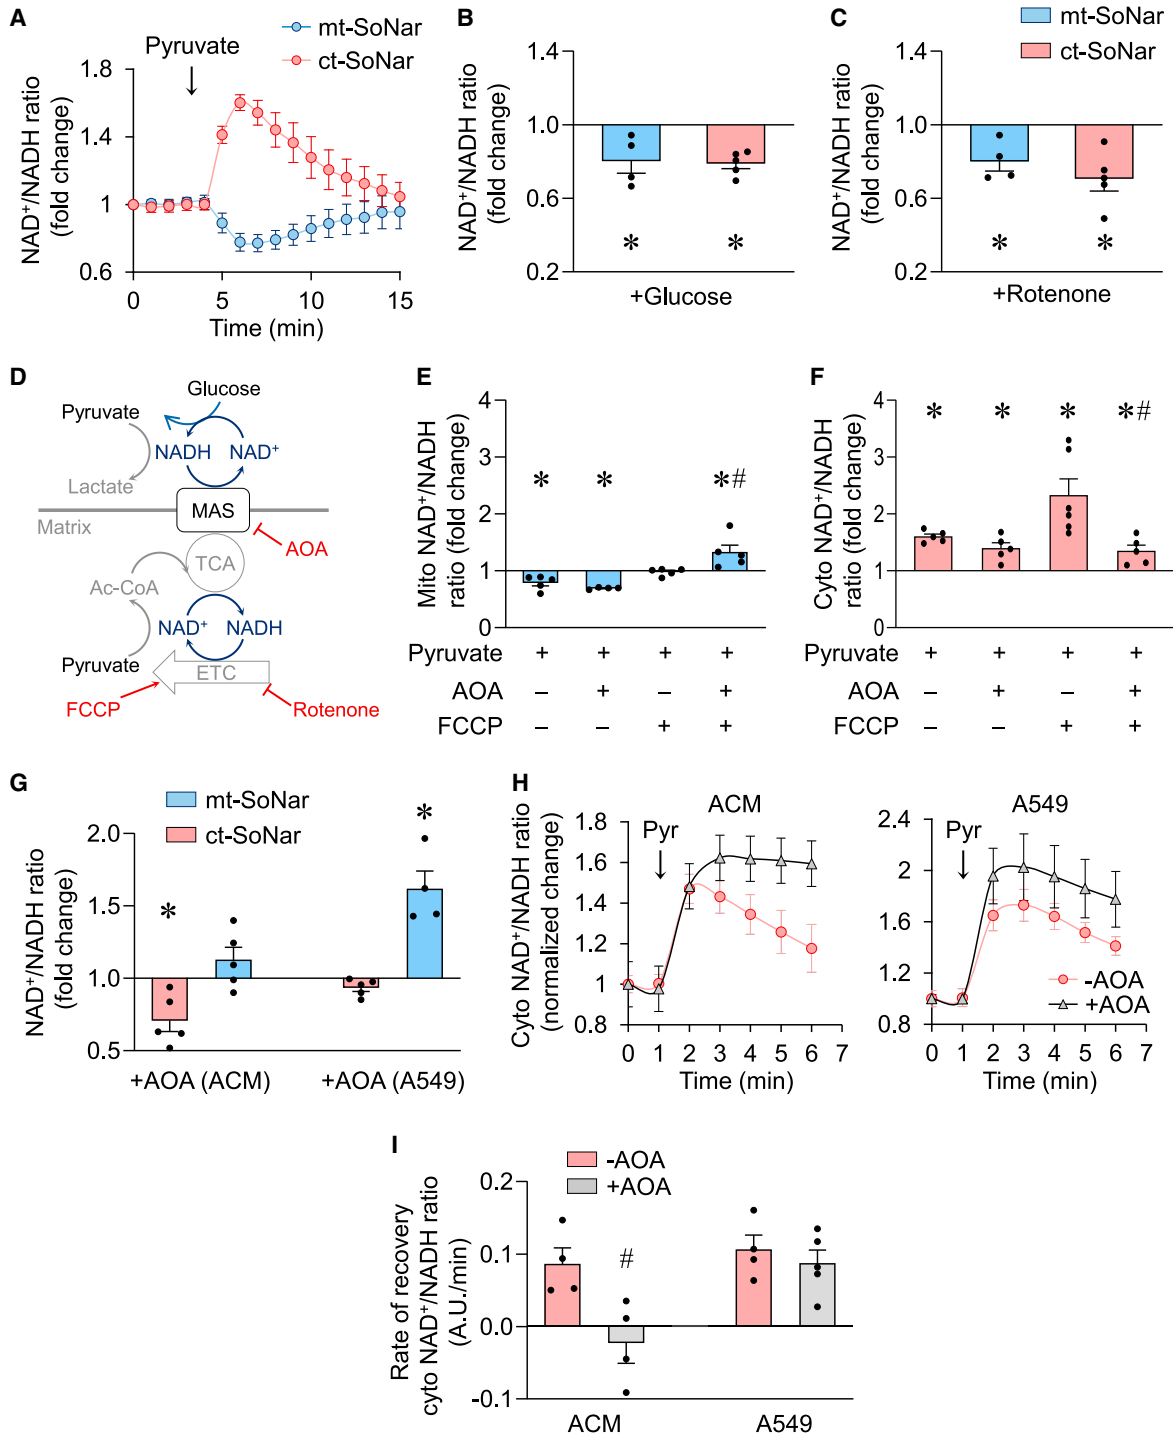 A
mt-SoNar
ct-SoNar
Pyruvate
NAD+/NADH ratio
(fold change)
1.8
1.4
1
0.6
0 5 10 15
Time (min)
B
NAD+/NADH ratio
(fold change)
1.4
1.0
0.6
0.2
* *
+Glucose
C
mt-SoNar
ct-SoNar
NAD+/NADH ratio
(fold change)
1.4
1.0
0.6
0.2
* *
+Rotenone
D
Glucose
Pyruvate
NADH NAD+
Lactate
MAS
Matrix
AOA
TCA
Ac-CoA
NAD+ NADH
Pyruvate
ETC
FCCP
Rotenone
E
Mito NAD+/NADH
ratio (fold change)
4
3
2
1
0
* * *#
Pyruvate + + + +
AOA – + – +
FCCP – – + +
F
Cyto NAD+/NADH
ratio (fold change)
4
3
2
1
0
* * * *#
Pyruvate + + + +
AOA – + – +
FCCP – – + +
G
mt-SoNar
ct-SoNar
NAD+/NADH ratio
(fold change)
2.0
1.5
1.0
0.5
* *
+AOA (ACM) +AOA (A549)
H
ACM
Pyr
Cyto NAD+/NADH ratio
(normalized change)
1.8
1.6
1.4
1.2
1.0
0.8
0 1 2 3 4 5 6 7
Time (min)
A549
Pyr
2.4
2.0
1.6
1.2
0.8
-AOA
+AOA
0 1 2 3 4 5 6 7
Time (min)
I
-AOA
+AOA
Rate of recovery
cyto NAD+/NADH ratio
(A.U./min)
0.2
0.1
0.0
-0.1
#
ACM A549